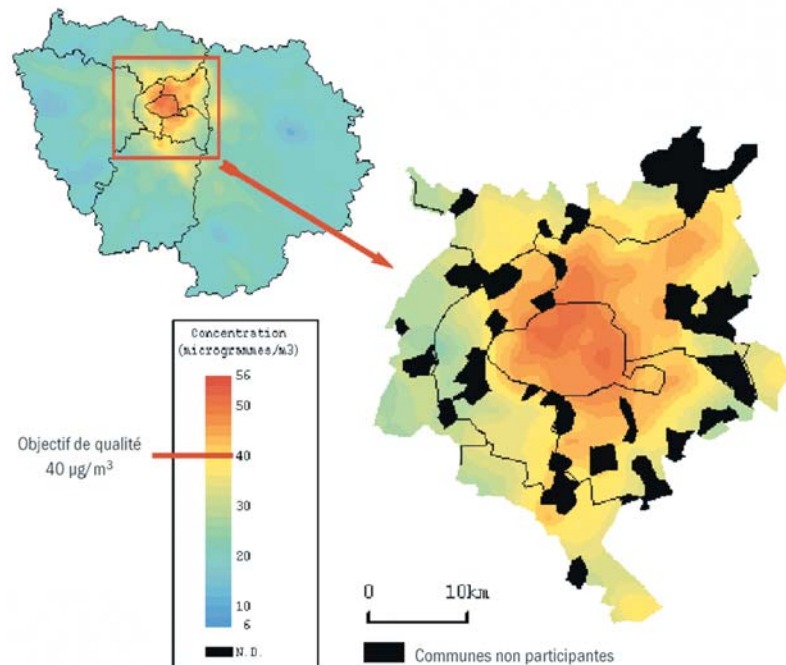 Concentration
(microgrammes/m3)
56
50
Objectif de qualité
40 µg/m³
40
30
20
10
6
N.D.
0 10km
Communes non participantes